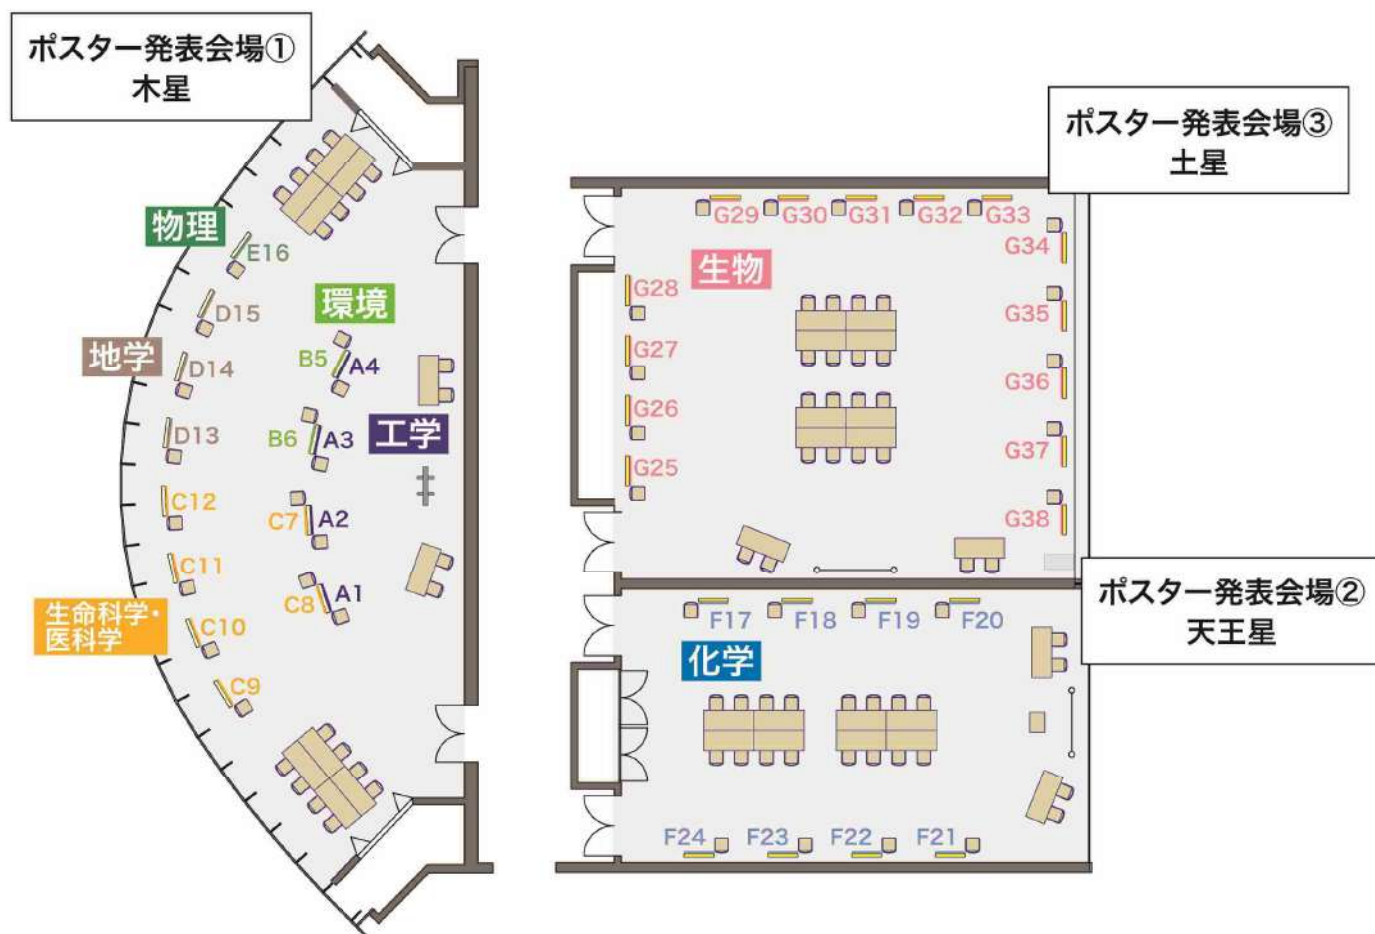 ポスター発表会場①
木星
物理
E16
D15
環境
B5
A4
地学
D14
D13
B6
A3
工学
C12
C7
A2
C11
C8
A1
生命科学・
医科学
C10
C9
ポスター発表会場③
土星
G29
G30
G31
G32
G33
G34
生物
G28
G35
G27
G36
G26
G37
G25
G38
ポスター発表会場②
天王星
F17
F18
F19
F20
化学
F24
F23
F22
F21